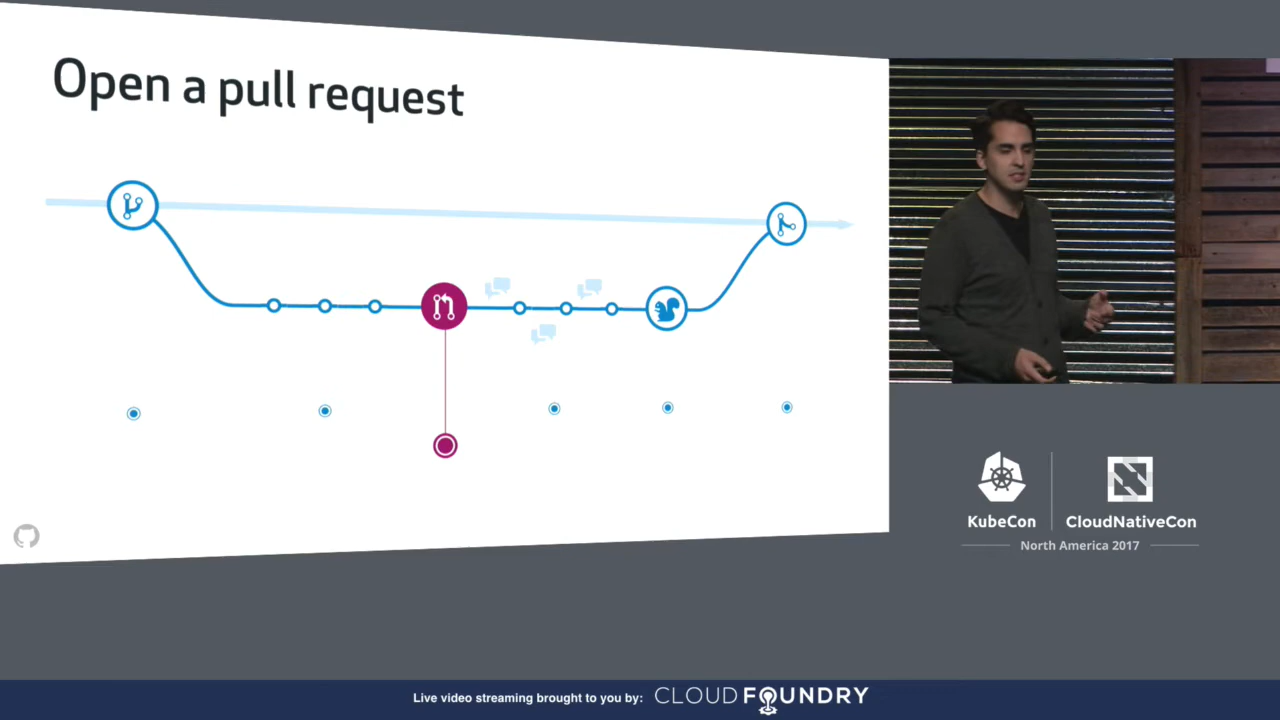 Open a pull request
KubeCon
CloudNativeCon
North America 2017
Live video streaming brought to you by: CLOUD FOUNDRY